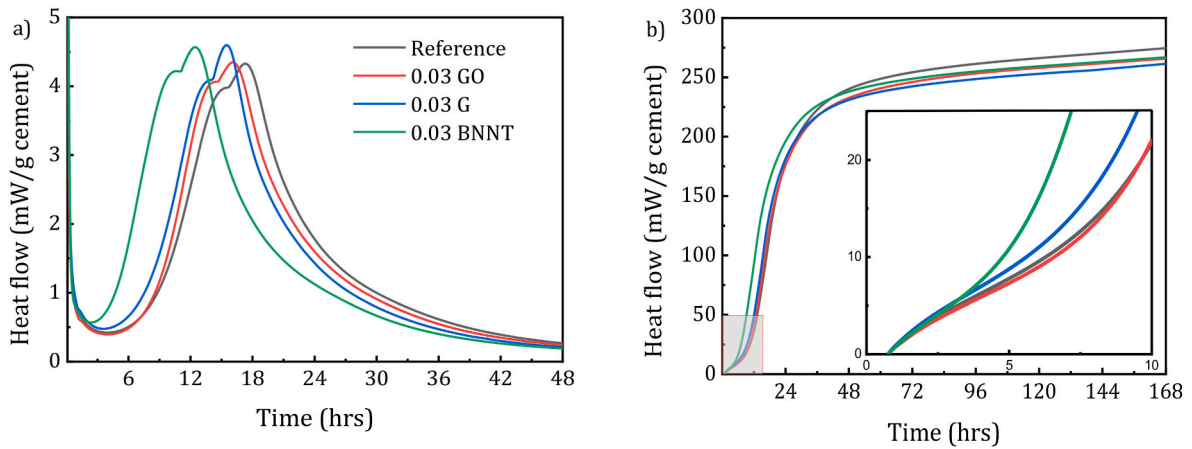 a)
Heat flow (mW/g cement)
5
4
3
2
1
0
6 12 18 24 30 36 42 48
Time (hrs)
Reference
0.03 GO
0.03 G
0.03 BNNT
b)
Heat flow (mW/g cement)
300
250
200
150
100
50
0
24 48 72 96 120 144 168
Time (hrs)
20
10
0
0 5 10